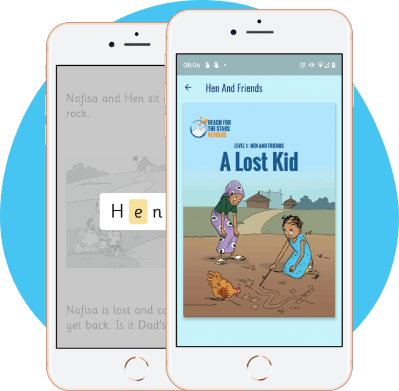 Nafisa and Hen sit
rock.
H e n
Nafisa is lost and
get back. Is it Dad's
08:06
Hen And Friends
REACH FOR
THE STARS
READERS
LEVEL 1: HEN AND FRIENDS
A Lost Kid